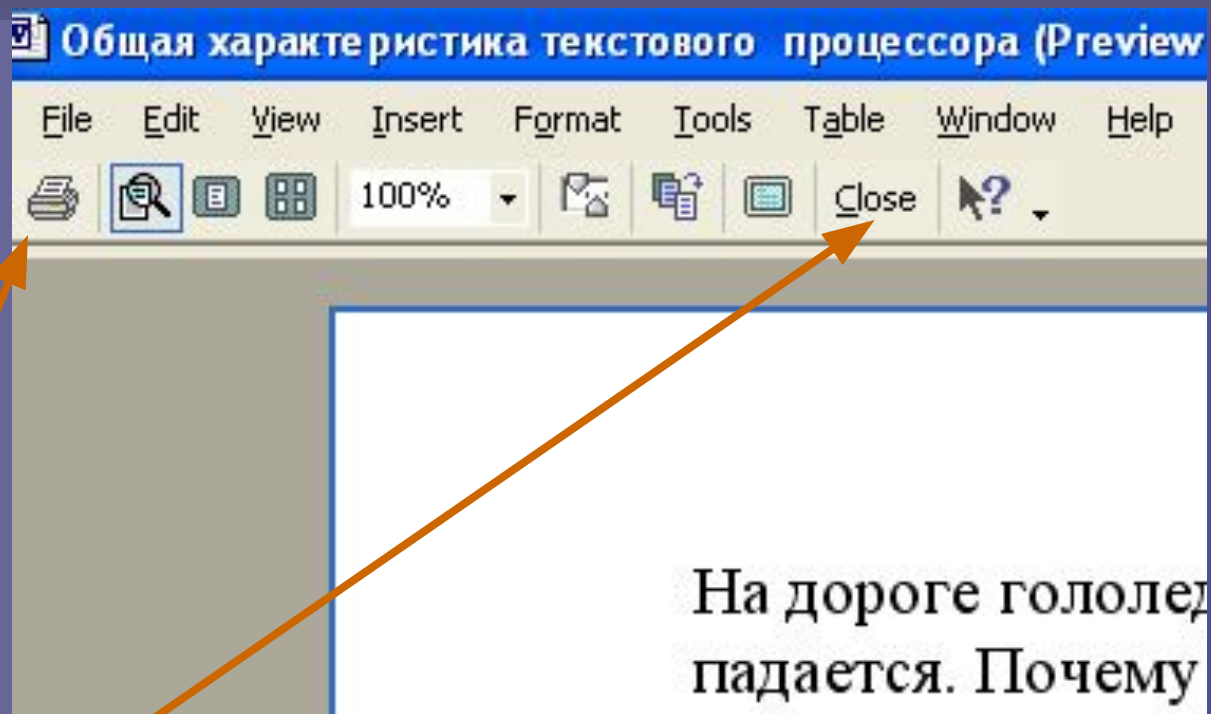 Общая характеристика текстового процессора (Preview
File Edit View Insert Format Tools Table Window Help
100% Close
На дороге гололед
падается. Почему